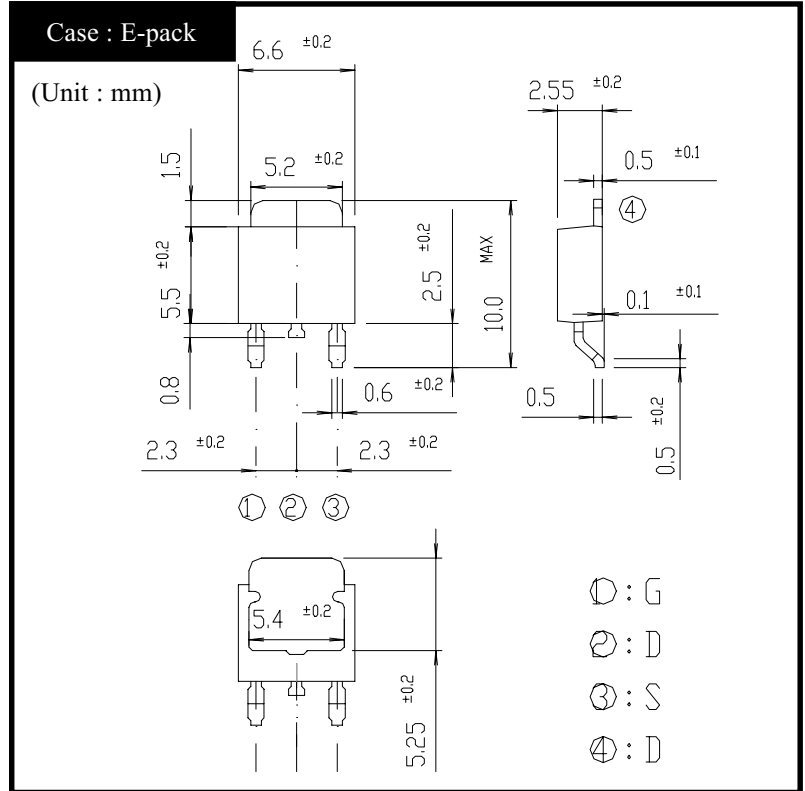 Case : E-pack
(Unit : mm)
6.6 ±0.2
2.55 ±0.2
1.5
5.2 ±0.2
0.5 ±0.1
④
5.5 ±0.2
2.5 ±0.2
10.0 MAX
0.1 ±0.1
0.8
0.6 ±0.2
0.5
0.5 ±0.2
2.3 ±0.2
2.3 ±0.2
① ② ③
5.4 ±0.2
5.25 ±0.2
① : G
② : D
③ : S
④ : D